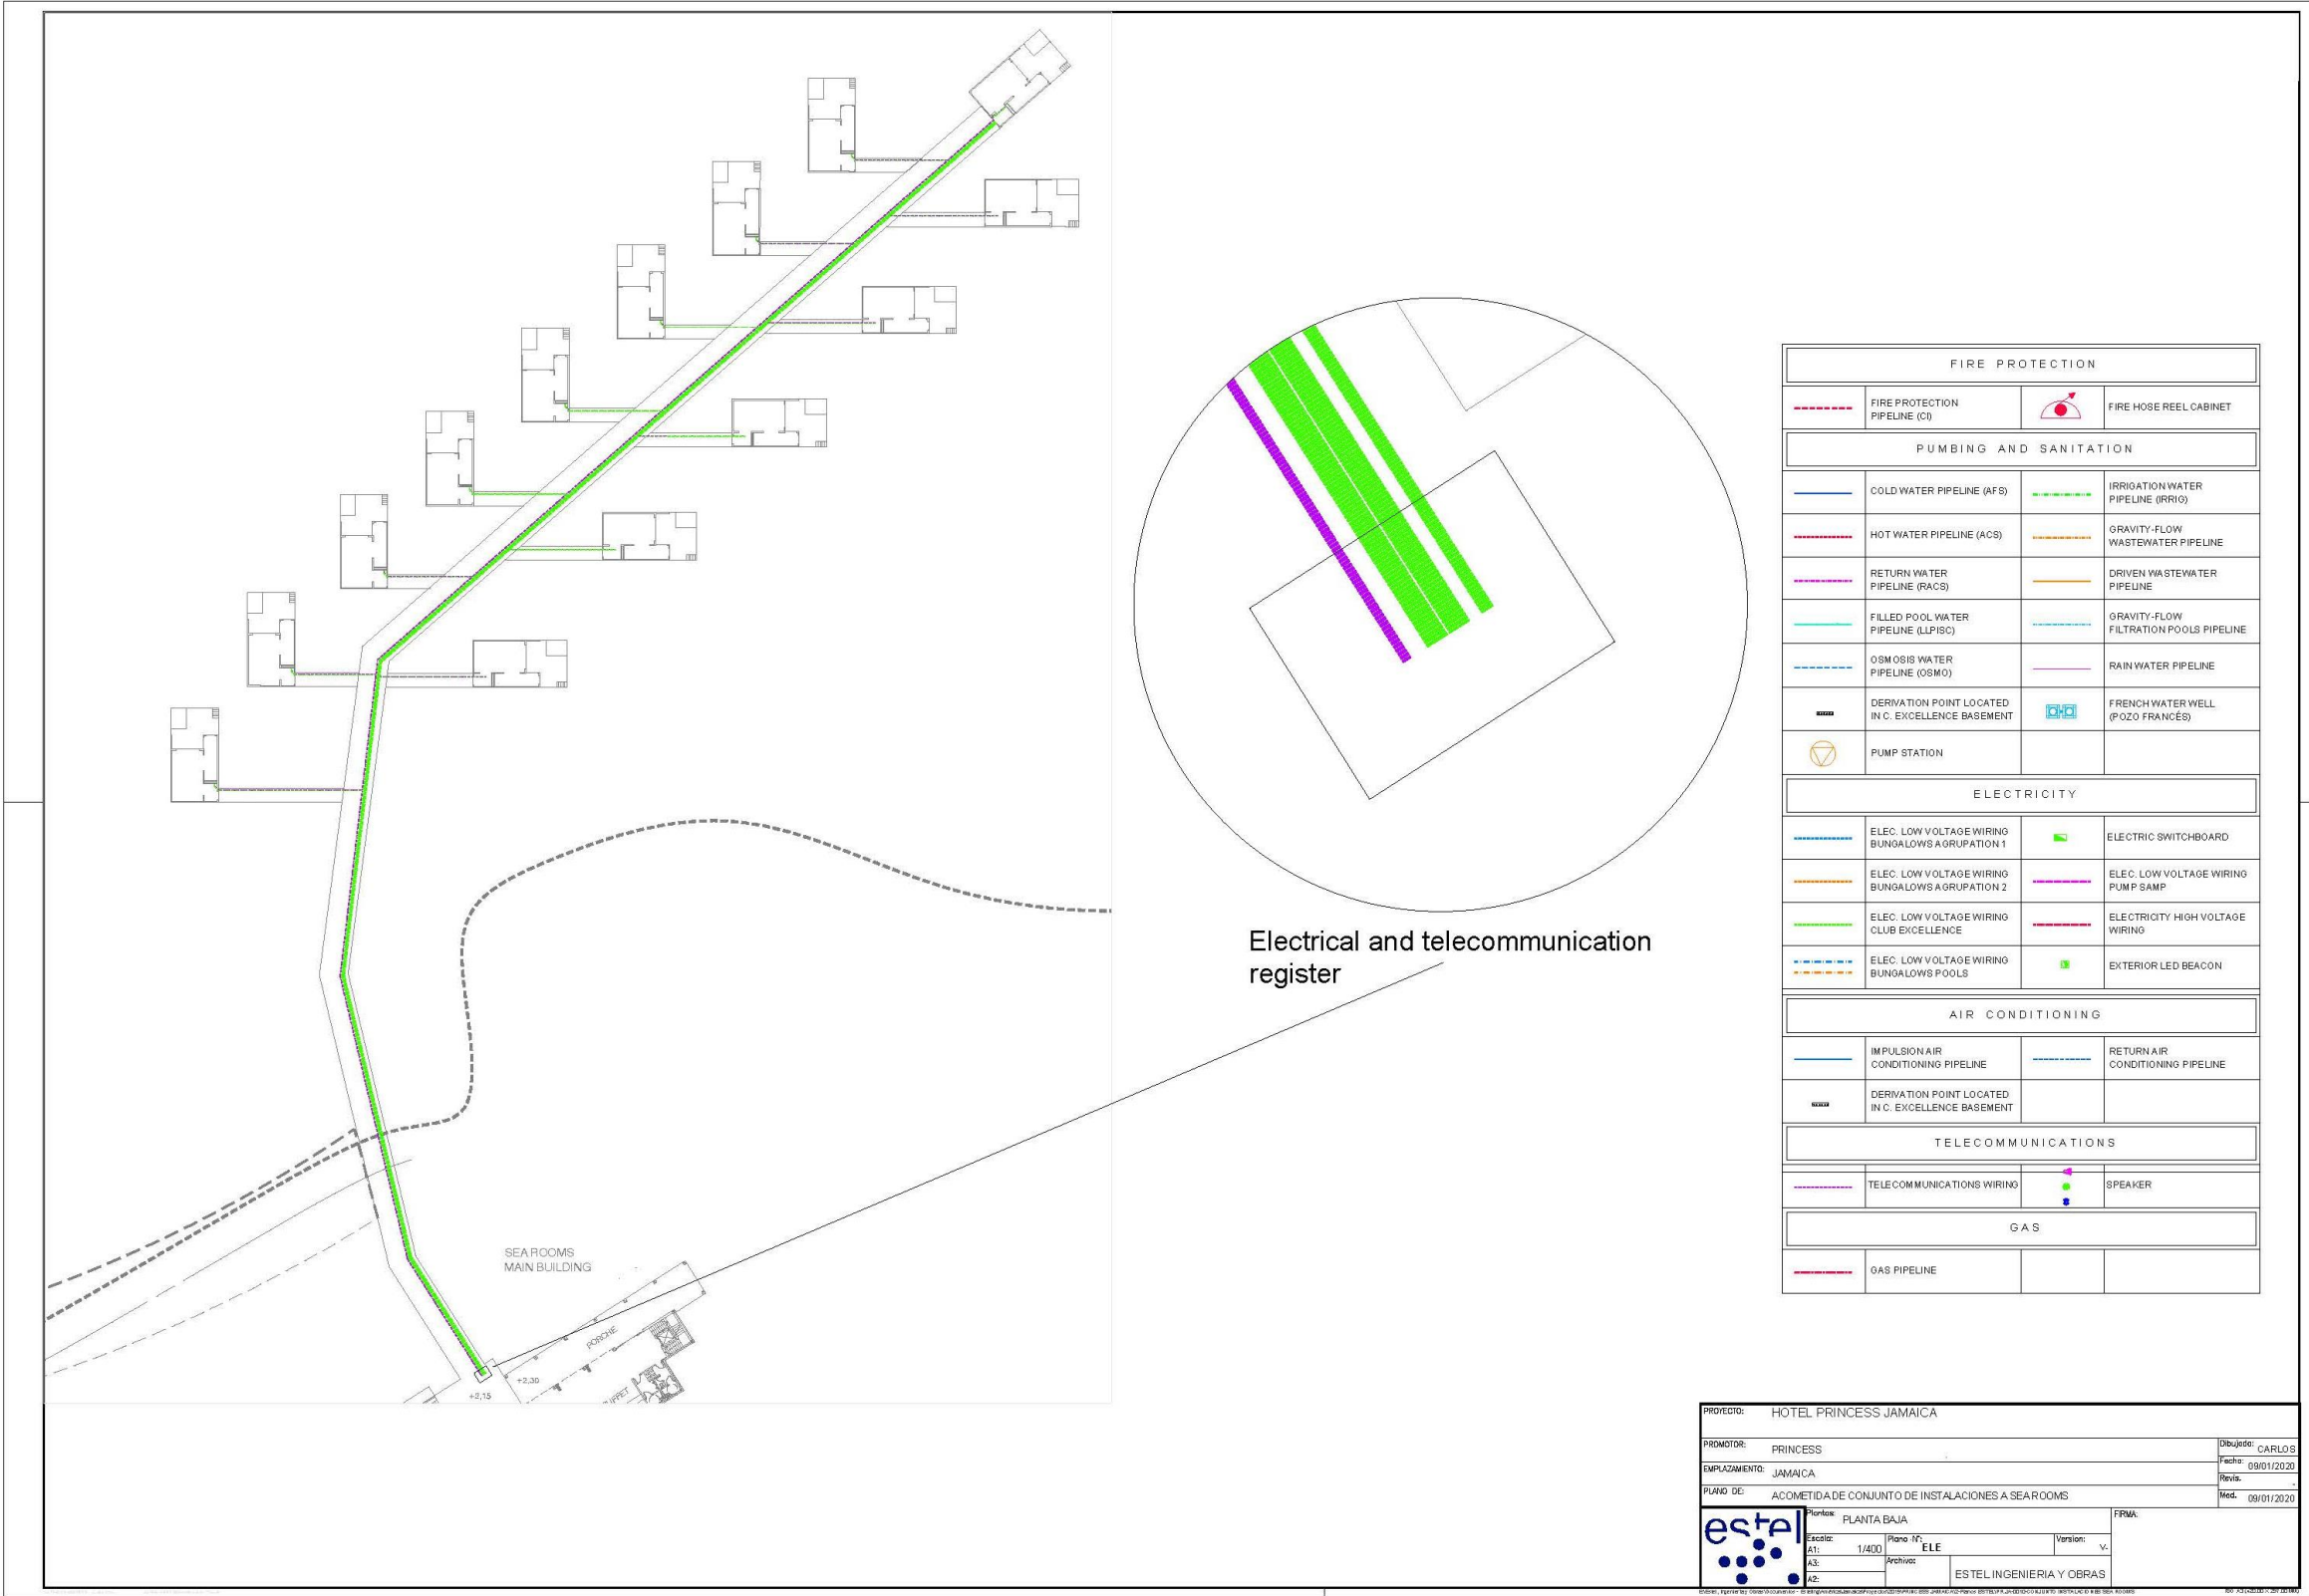 SEA ROOMS
MAIN BUILDING
PORCHE
+2,30
+2,15
Electrical and telecommunication
register
FIRE PROTECTION
FIRE PROTECTION
PIPELINE (CI)
FIRE HOSE REEL CABINET
PUMBING AND SANITATION
COLD WATER PIPELINE (AFS)
IRRIGATION WATER
PIPELINE (IRRIG)
HOT WATER PIPELINE (ACS)
GRAVITY-FLOW
WASTEWATER PIPELINE
RETURN WATER
PIPELINE (RACS)
DRIVEN WASTEWATER
PIPELINE
FILLED POOL WATER
PIPELINE (LLPISC)
GRAVITY-FLOW
FILTRATION POOLS PIPELINE
OSMOSIS WATER
PIPELINE (OSMO)
RAIN WATER PIPELINE
DERIVATION POINT LOCATED
IN C. EXCELLENCE BASEMENT
FRENCH WATER WELL
(POZO FRANCÉS)
PUMP STATION
ELECTRICITY
ELEC. LOW VOLTAGE WIRING
BUNGALOWS AGRUPATION 1
ELECTRIC SWITCHBOARD
ELEC. LOW VOLTAGE WIRING
BUNGALOWS AGRUPATION 2
ELEC. LOW VOLTAGE WIRING
PUMP SAMP
ELEC. LOW VOLTAGE WIRING
CLUB EXCELLENCE
ELECTRICITY HIGH VOLTAGE
WIRING
ELEC. LOW VOLTAGE WIRING
BUNGALOWS POOLS
EXTERIOR LED BEACON
AIR CONDITIONING
IMPULSION AIR
CONDITIONING PIPELINE
RETURN AIR
CONDITIONING PIPELINE
DERIVATION POINT LOCATED
IN C. EXCELLENCE BASEMENT
TELECOMMUNICATIONS
TELECOMMUNICATIONS WIRING
SPEAKER
GAS
GAS PIPELINE
PROYECTO: HOTEL PRINCESS JAMAICA
PROMOTOR: PRINCESS
Dibujado: CARLOS
EMPLAZAMIENTO: JAMAICA
Fecha: 09/01/2020
Revis. -
PLANO DE: ACOMETIDA DE CONJUNTO DE INSTALACIONES A SEA ROOMS
Med. 09/01/2020
estel
Plantas: PLANTA BAJA
FIRMA:
Escala:
A1: 1/400
Plano Nº: ELE
Version: V-
A3:
A2:
Archivo:
ESTEL INGENIERIA Y OBRAS